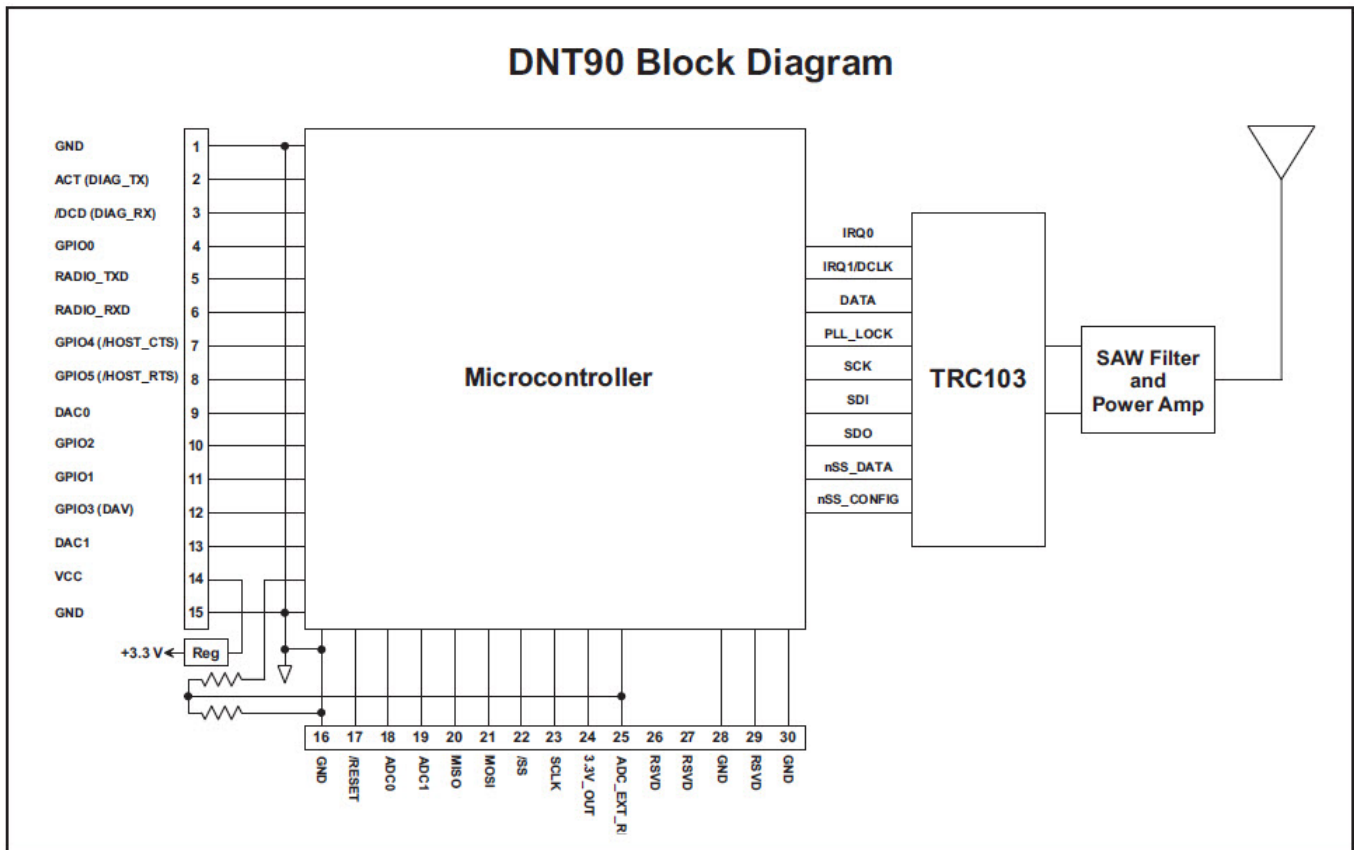 DNT90 Block Diagram
GND 1
ACT (DIAG_TX) 2
/DCD (DIAG_RX) 3
GPIO0 4
RADIO_TXD 5
RADIO_RXD 6
GPIO4 (/HOST_CTS) 7
GPIO5 (/HOST_RTS) 8
DAC0 9
GPIO2 10
GPIO1 11
GPIO3 (DAV) 12
DAC1 13
VCC 14
GND 15
+3.3 V
Reg
Microcontroller
IRQ0
IRQ1/DCLK
DATA
PLL_LOCK
SCK
SDI
SDO
nSS_DATA
nSS_CONFIG
TRC103
SAW Filter
and
Power Amp
16 17 18 19 20 21 22 23 24 25 26 27 28 29 30
GND
/RESET
ADC0
ADC1
MISO
MOSI
/SS
SCLK
3.3V_OUT
ADC_EXT_R
RSVD
RSVD
GND
RSVD
GND